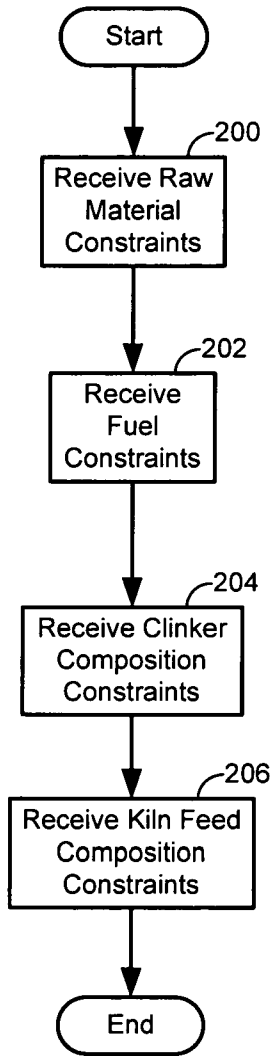 Start
200
Receive Raw
Material
Constraints
202
Receive
Fuel
Constraints
204
Receive Clinker
Composition
Constraints
206
Receive Kiln Feed
Composition
Constraints
End